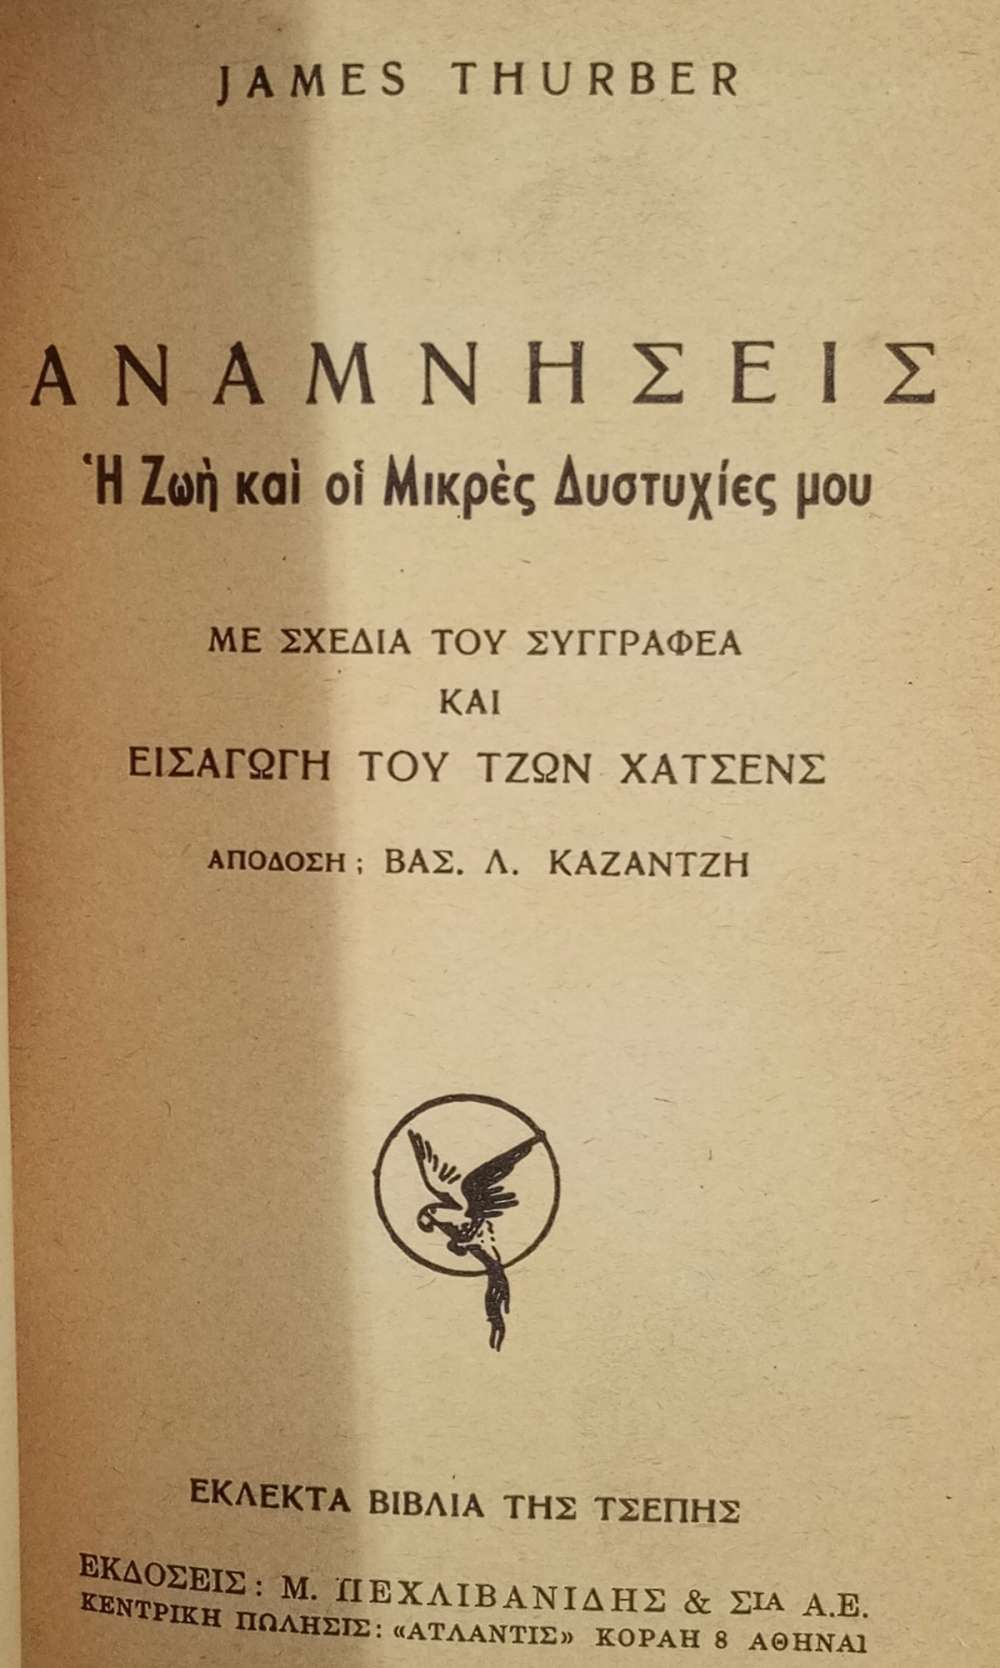 JAMES THURBER
ΑΝΑΜΝΗΣΕΙΣ
Ἡ Ζωὴ καὶ οἱ Μικρὲς Δυστυχίες μου
ΜΕ ΣΧΕΔΙΑ ΤΟΥ ΣΥΓΓΡΑΦΕΑ
ΚΑΙ
ΕΙΣΑΓΩΓΗ ΤΟΥ ΤΖΩΝ ΧΑΤΣΕΝΣ
ΑΠΟΔΟΣΗ ; ΒΑΣ. Λ. ΚΑΖΑΝΤΖΗ
ΕΚΛΕΚΤΑ ΒΙΒΛΙΑ ΤΗΣ ΤΣΕΠΗΣ
ΕΚΔΟΣΕΙΣ: Μ. ΠΕΧΛΙΒΑΝΙΔΗΣ & ΣΙΑ Α.Ε.
ΚΕΝΤΡΙΚΗ ΠΩΛΗΣΙΣ: «ΑΤΛΑΝΤΙΣ» ΚΟΡΑΗ 8 ΑΘΗΝΑΙ